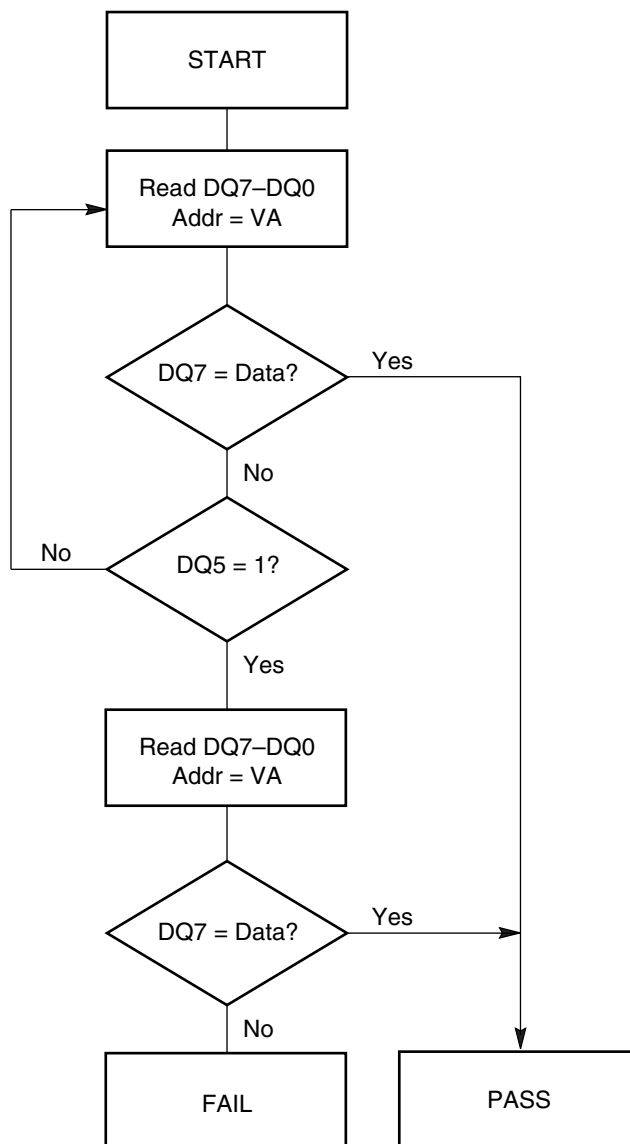 START
Read DQ7–DQ0
Addr = VA
DQ7 = Data?
Yes
No
No
DQ5 = 1?
Yes
Read DQ7–DQ0
Addr = VA
DQ7 = Data?
Yes
No
FAIL
PASS